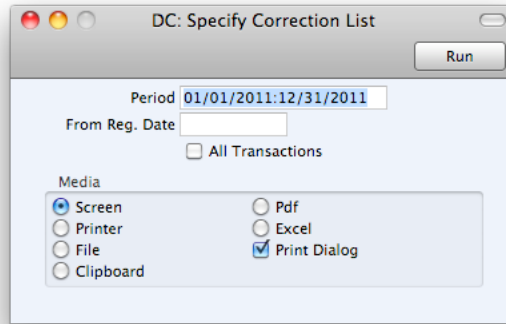 DC: Specify Correction List
Run
Period 01/01/2011:12/31/2011
From Reg. Date
All Transactions
Media
Screen Pdf
Printer Excel
File Print Dialog
Clipboard